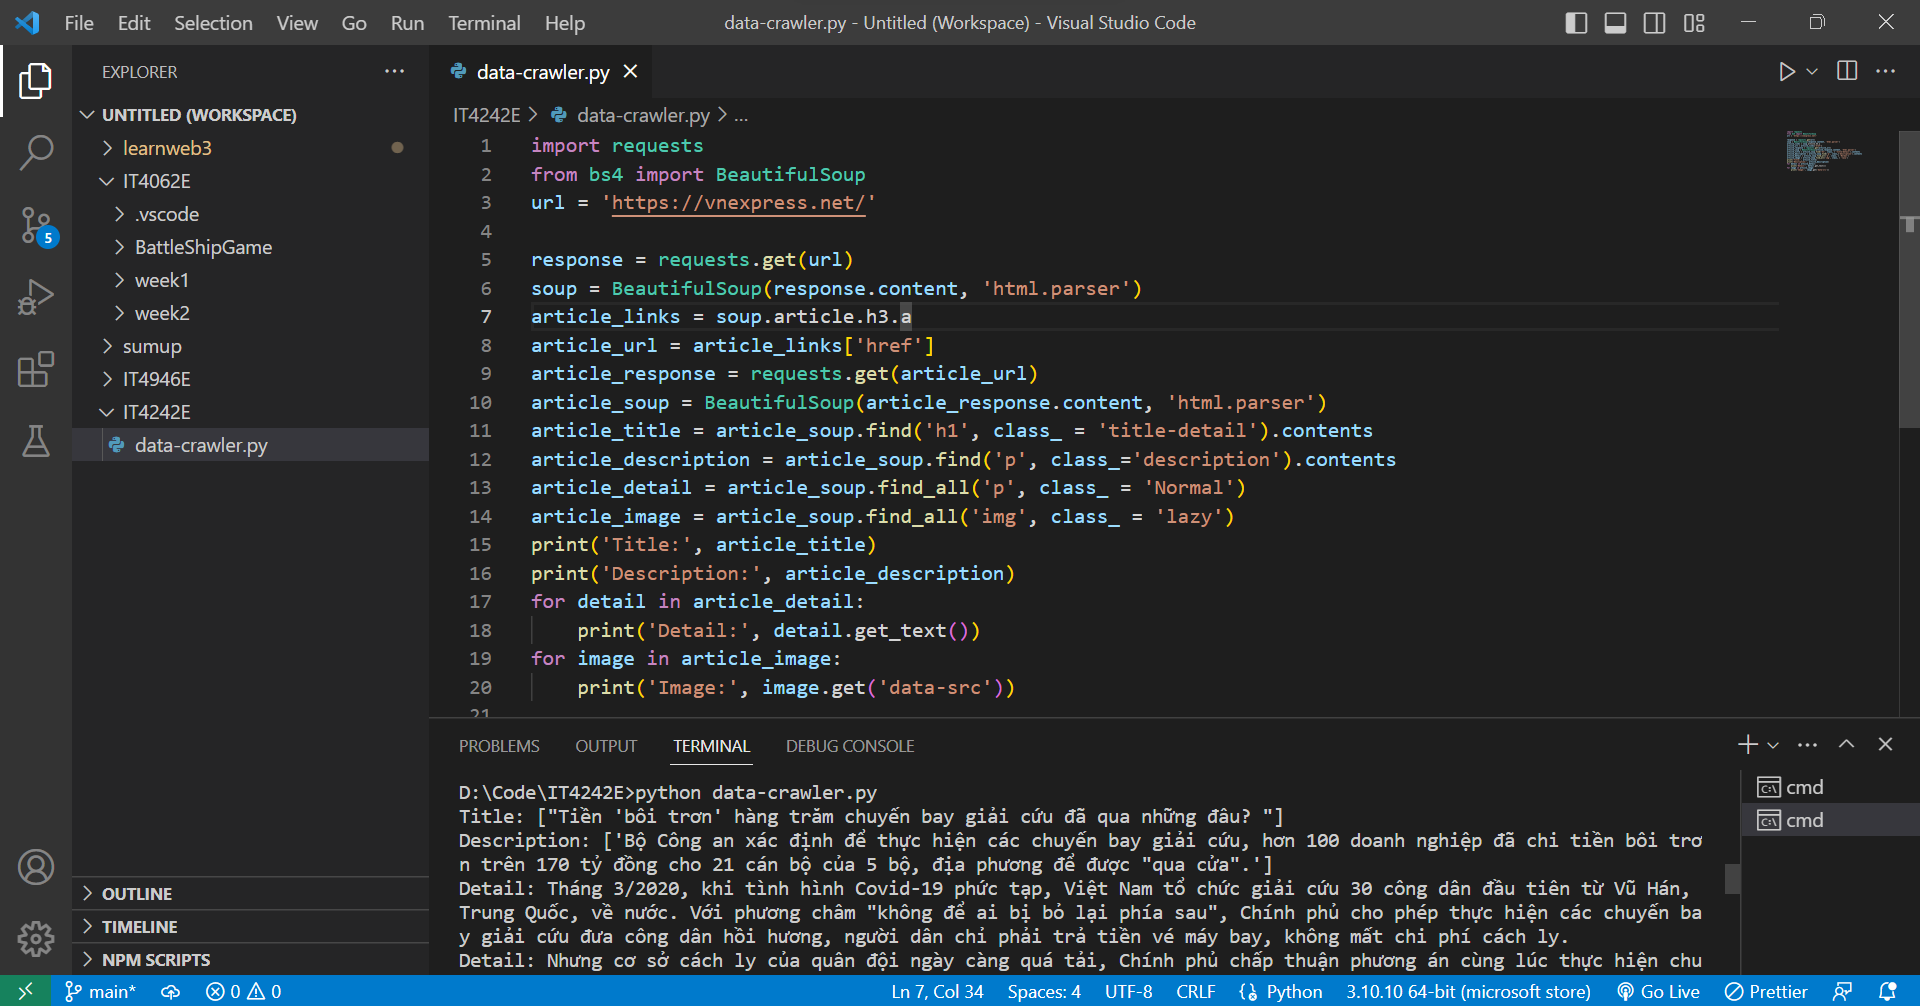 File Edit Selection View Go Run Terminal Help
data-crawler.py - Untitled (Workspace) - Visual Studio Code
EXPLORER
UNTITLED (WORKSPACE)
learnweb3
IT4062E
.vscode
BattleShipGame
week1
week2
sumup
IT4946E
IT4242E
data-crawler.py
OUTLINE
TIMELINE
NPM SCRIPTS
5
data-crawler.py
IT4242E > data-crawler.py > ...
1 import requests
2 from bs4 import BeautifulSoup
3 url = 'https://vnexpress.net/'
4
5 response = requests.get(url)
6 soup = BeautifulSoup(response.content, 'html.parser')
7 article_links = soup.article.h3.a
8 article_url = article_links['href']
9 article_response = requests.get(article_url)
10 article_soup = BeautifulSoup(article_response.content, 'html.parser')
11 article_title = article_soup.find('h1', class_ = 'title-detail').contents
12 article_description = article_soup.find('p', class_='description').contents
13 article_detail = article_soup.find_all('p', class_ = 'Normal')
14 article_image = article_soup.find_all('img', class_ = 'lazy')
15 print('Title:', article_title)
16 print('Description:', article_description)
17 for detail in article_detail:
18     print('Detail:', detail.get_text())
19 for image in article_image:
20     print('Image:', image.get('data-src'))
21
PROBLEMS OUTPUT TERMINAL DEBUG CONSOLE
D:\Code\IT4242E>python data-crawler.py
Title: ["Tiền 'bôi trơn' hàng trăm chuyến bay giải cứu đã qua những đâu? "]
Description: ['Bộ Công an xác định để thực hiện các chuyến bay giải cứu, hơn 100 doanh nghiệp đã chi tiền bôi trơ
n trên 170 tỷ đồng cho 21 cán bộ của 5 bộ, địa phương để được "qua cửa".']
Detail: Tháng 3/2020, khi tình hình Covid-19 phức tạp, Việt Nam tổ chức giải cứu 30 công dân đầu tiên từ Vũ Hán,
Trung Quốc, về nước. Với phương châm "không để ai bị bỏ lại phía sau", Chính phủ cho phép thực hiện các chuyến ba
y giải cứu đưa công dân hồi hương, người dân chỉ phải trả tiền vé máy bay, không mất chi phí cách ly.
Detail: Nhưng cơ sở cách ly của quân đội ngày càng quá tải, Chính phủ chấp thuận phương án cùng lúc thực hiện chu
cmd
cmd
main* 0 0 Ln 7, Col 34 Spaces: 4 UTF-8 CRLF Python 3.10.10 64-bit (microsoft store) Go Live Prettier